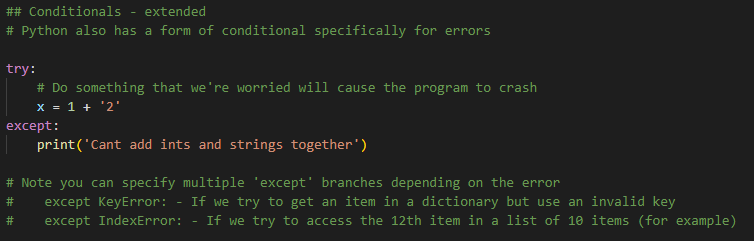 ## Conditionals - extended
# Python also has a form of conditional specifically for errors
try:
# Do something that we're worried will cause the program to crash
x = 1 + '2'
except:
print('Cant add ints and strings together')
# Note you can specify multiple 'except' branches depending on the error
#    except KeyError: - If we try to get an item in a dictionary but use an invalid key
#    except IndexError: - If we try to access the 12th item in a list of 10 items (for example)